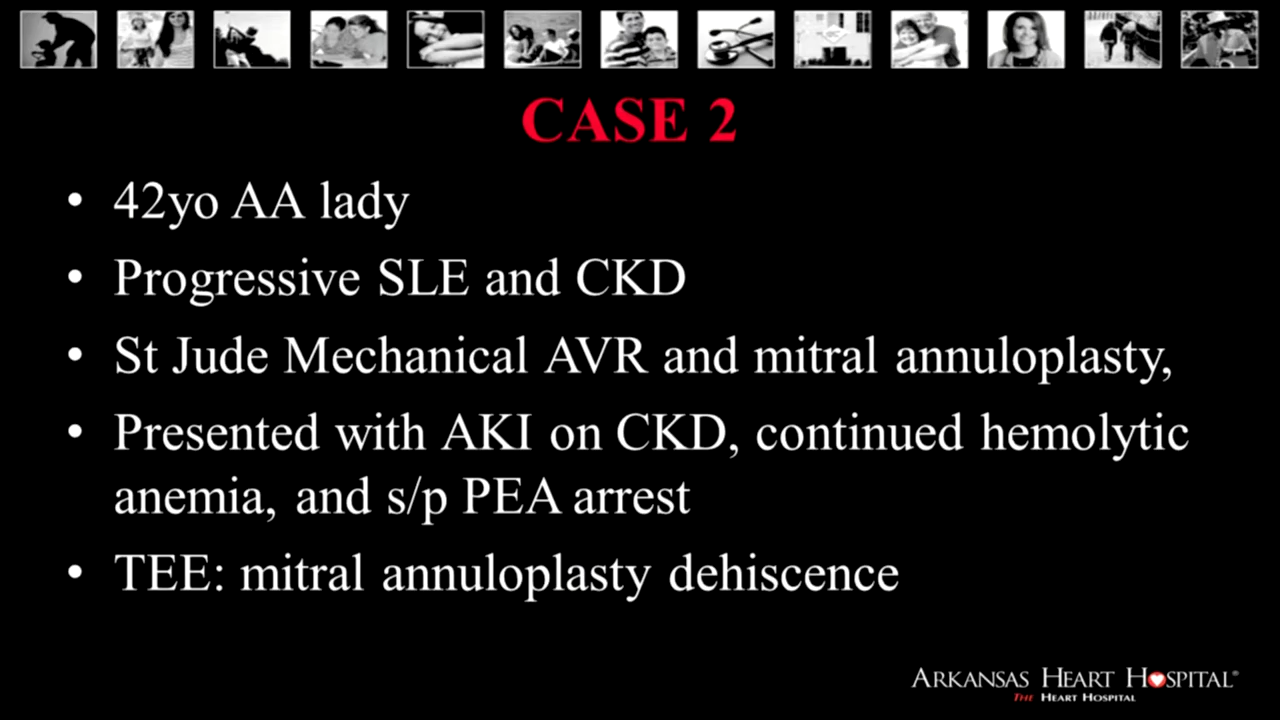 CASE 2
• 42yo AA lady
• Progressive SLE and CKD
• St Jude Mechanical AVR and mitral annuloplasty,
• Presented with AKI on CKD, continued hemolytic
anemia, and s/p PEA arrest
• TEE: mitral annuloplasty dehiscence
ARKANSAS HEART HOSPITAL®
THE HEART HOSPITAL